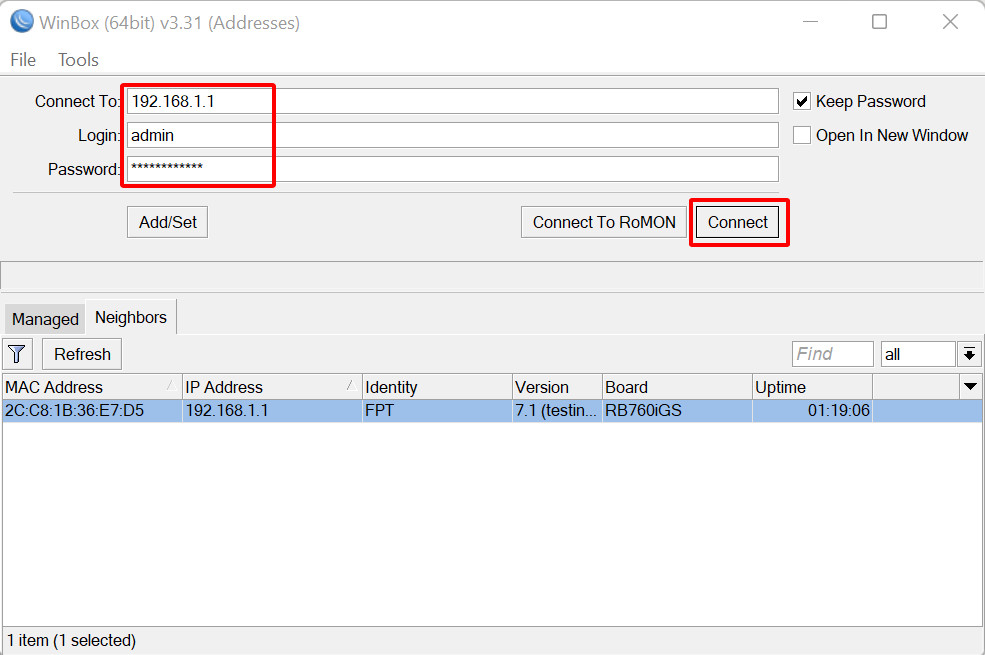 WinBox (64bit) v3.31 (Addresses)
File Tools
Connect To: 192.168.1.1 Keep Password
Login: admin Open In New Window
Password: ************
Add/Set Connect To RoMON Connect
Managed Neighbors
Refresh Find all
MAC Address IP Address Identity Version Board Uptime
2C:C8:1B:36:E7:D5 192.168.1.1 FPT 7.1 (testin... RB760iGS 01:19:06
1 item (1 selected)